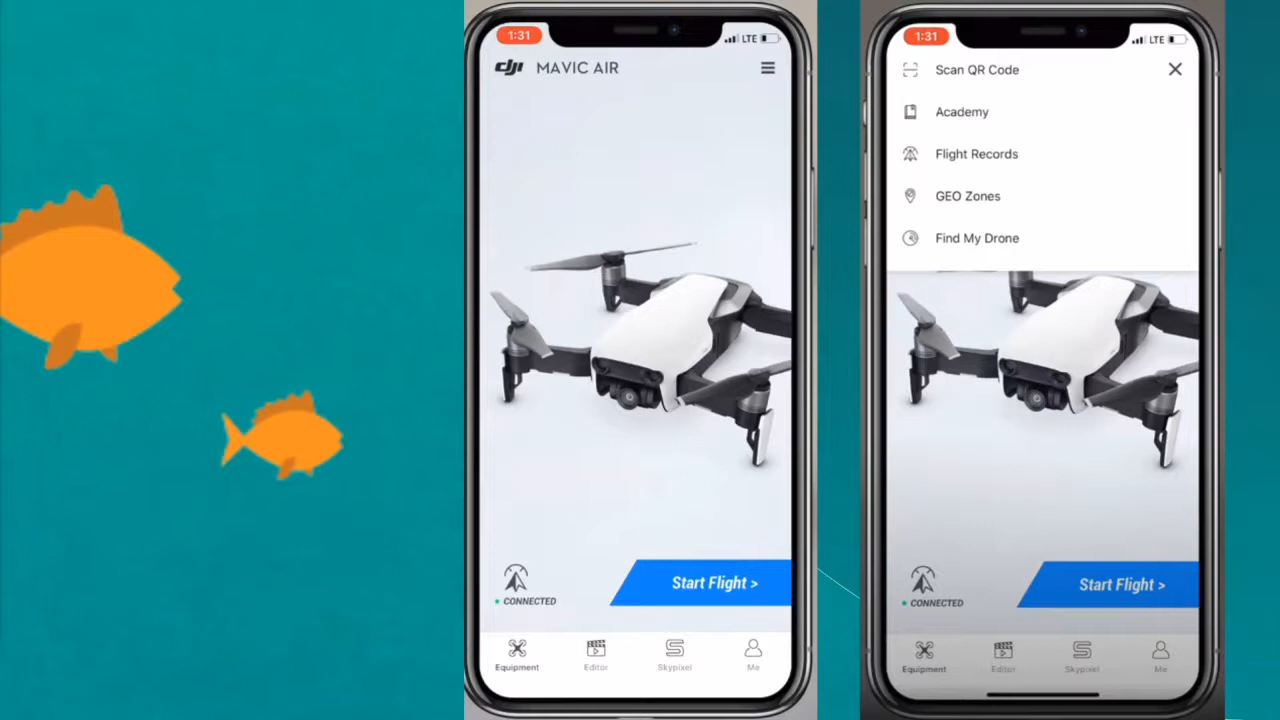 1:31
LTE
dji MAVIC AIR
Start Flight >
CONNECTED
Equipment
Editor
Skypixel
Me
1:31
LTE
Scan QR Code
Academy
Flight Records
GEO Zones
Find My Drone
Start Flight >
CONNECTED
Equipment
Editor
Skypixel
Me